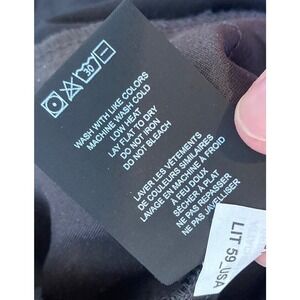 30
WASH WITH LIKE COLORS
MACHINE WASH COLD
LOW HEAT
LAY FLAT TO DRY
DO NOT IRON
DO NOT BLEACH
LAVER LES VÊTEMENTS
DE COULEURS SIMILAIRES
LAVAGE EN MACHINE À FROID
A FEU DOUX
SÉCHER À PLAT
NE PAS REPASSER
NE PAS JAVELLISER
LIT 59_USA